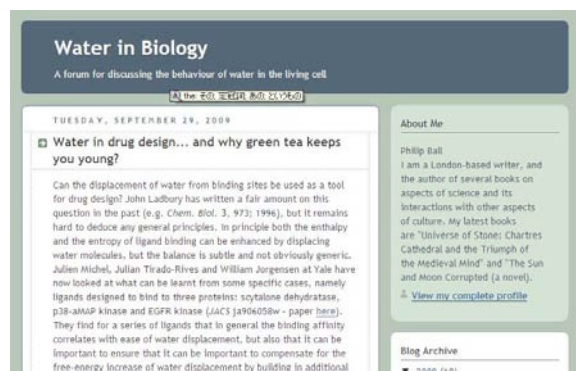 Water in Biology
A forum for discussing the behaviour of water in the living cell
the: その, 定冠詞, あの, というもの
TUESDAY, SEPTEMBER 29, 2009
Water in drug design... and why green tea keeps
you young?
Can the displacement of water from binding sites be used as a tool
for drug design? John Ladbury has written a fair amount on this
question in the past (e.g. Chem. Biol. 3, 973; 1996), but it remains
hard to deduce any general principles. In principle both the enthalpy
and the entropy of ligand binding can be enhanced by displacing
water molecules, but the balance is subtle and not obviously generic.
Julien Michel, Julian Tirado-Rives and William Jorgensen at Yale have
now looked at what can be learnt from some specific cases, namely
ligands designed to bind to three proteins: scytalone dehydratase,
p38-aMAP kinase and EGFR kinase (JACS ja906058w - paper here).
They find for a series of ligands that in general the binding affinity
correlates with ease of water displacement, but also that it can be
important to ensure that it can be important to compensate for the
free-energy increase of water displacement by building in additional
About Me
Philip Ball
I am a London-based writer, and
the author of several books on
aspects of science and its
interactions with other aspects
of culture. My latest books
are "Universe of Stone: Chartres
Cathedral and the Triumph of
the Medieval Mind" and "The Sun
and Moon Corrupted (a novel).
View my complete profile
Blog Archive